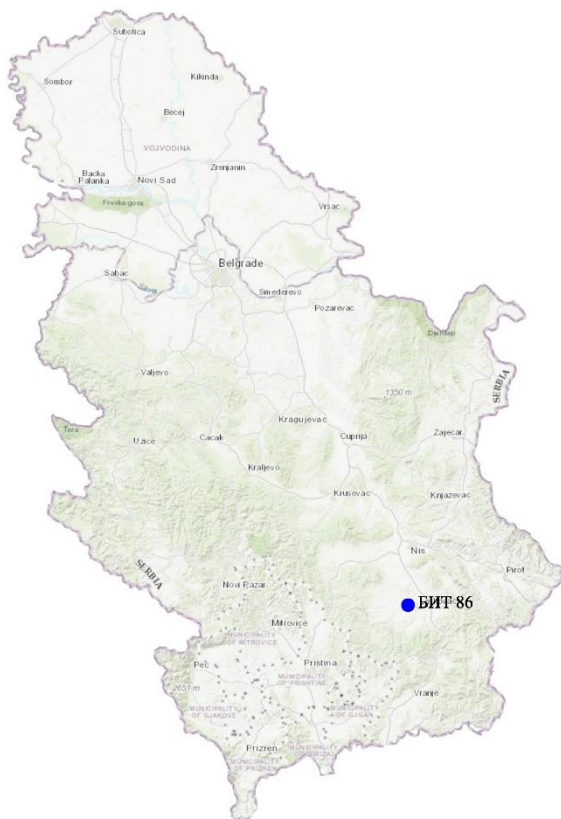 Subotica
Sombor
Kikinda
Becej
VOJVODINA
Backa
Palanka
Novi Sad
Zrenjanin
Fruska gora
Vrsac
Belgrade
Sabac
Sava
Smederevo
Pozarevac
Djerdap
Valjevo
1350 m
SERBIA
Tara
Uzice
Cacak
Kragujevac
Cuprija
Zajecar
Kraljevo
Krusevac
Knjazevac
Nis
SERBIA
Pirot
Novi Pazar
БИТ 86
Mitrovice
MUNICIPALITY
OF MITROVICE
Peć
Pristina
MUNICIPALITY
OF PRISHTINE
2651 m
Vranje
MUNICIPALITY
OF GJAKOVË
MUNICIPALITY
OF GJILAN
Prizren
MUNICIPALITY
OF PRIZREN